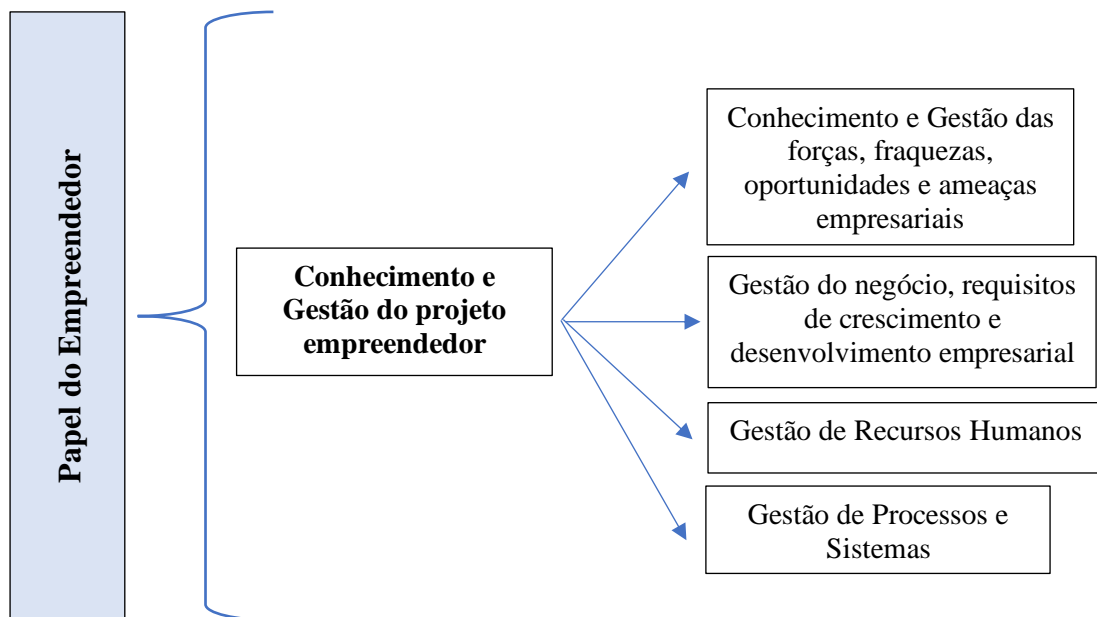 Papel do Empreendedor
Conhecimento e
Gestão do projeto
empreendedor
Conhecimento e Gestão das
forças, fraquezas,
oportunidades e ameaças
empresariais
Gestão do negócio, requisitos
de crescimento e
desenvolvimento empresarial
Gestão de Recursos Humanos
Gestão de Processos e
Sistemas